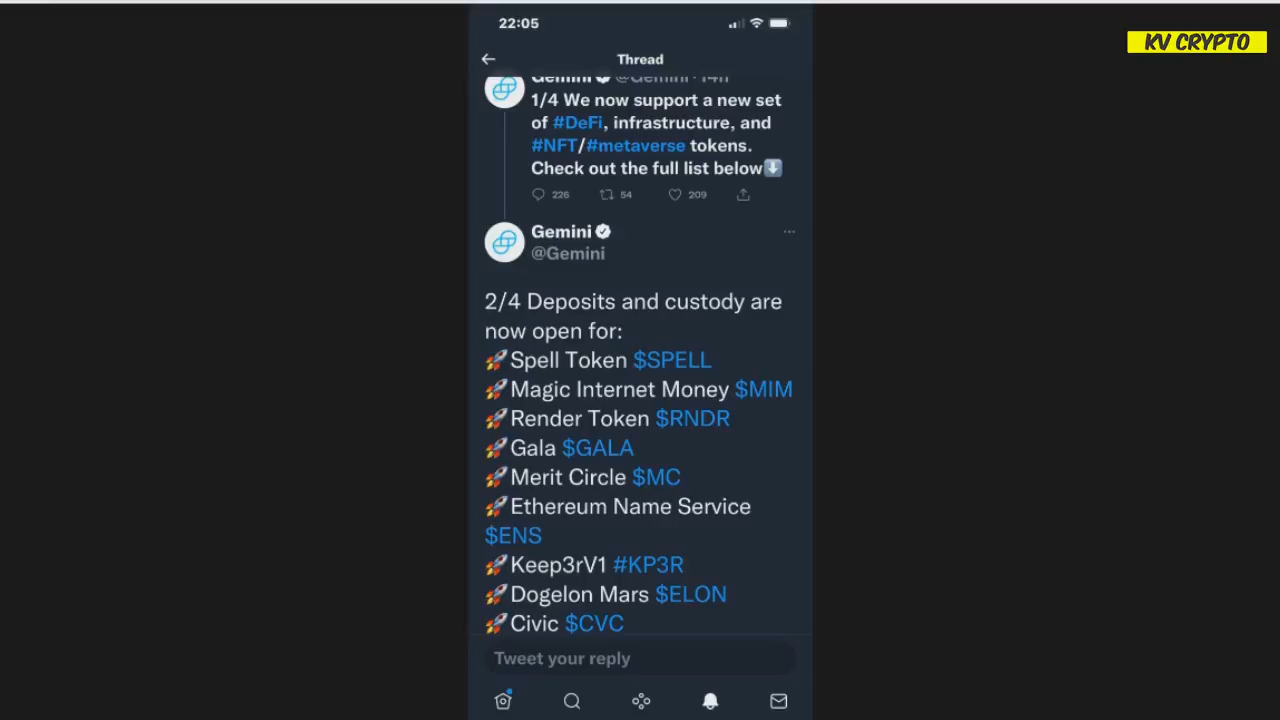 22:05
KV CRYPTO
Thread
Gemini @Gemini · 14h
1/4 We now support a new set
of #DeFi, infrastructure, and
#NFT/#metaverse tokens.
Check out the full list below⬇️
226 54 209
Gemini
@Gemini
2/4 Deposits and custody are
now open for:
🚀Spell Token $SPELL
🚀Magic Internet Money $MIM
🚀Render Token $RNDR
🚀Gala $GALA
🚀Merit Circle $MC
🚀Ethereum Name Service
$ENS
🚀Keep3rV1 #KP3R
🚀Dogelon Mars $ELON
🚀Civic $CVC
Tweet your reply